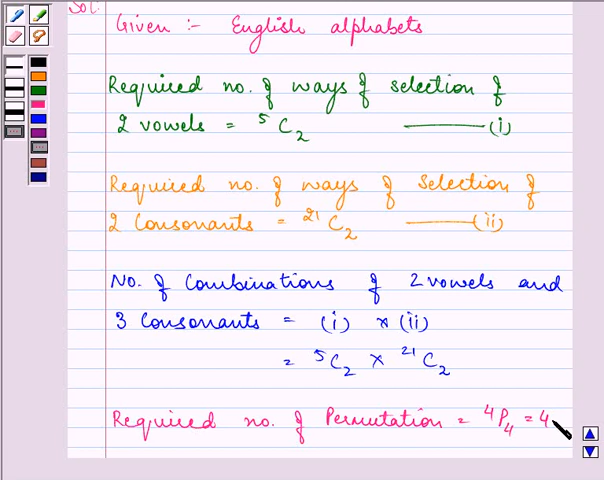 Sol:
Given :- English alphabets
Required no. of ways of selection of
2 vowels = ⁵C₂ ———— (i)
Required no. of ways of selection of
2 Consonants = ²¹C₂ ———— (ii)
No. of Combinations of 2 vowels and
3 Consonants = (i) × (ii)
= ⁵C₂ × ²¹C₂
Required no. of Permutation = ⁴P₄ = 4